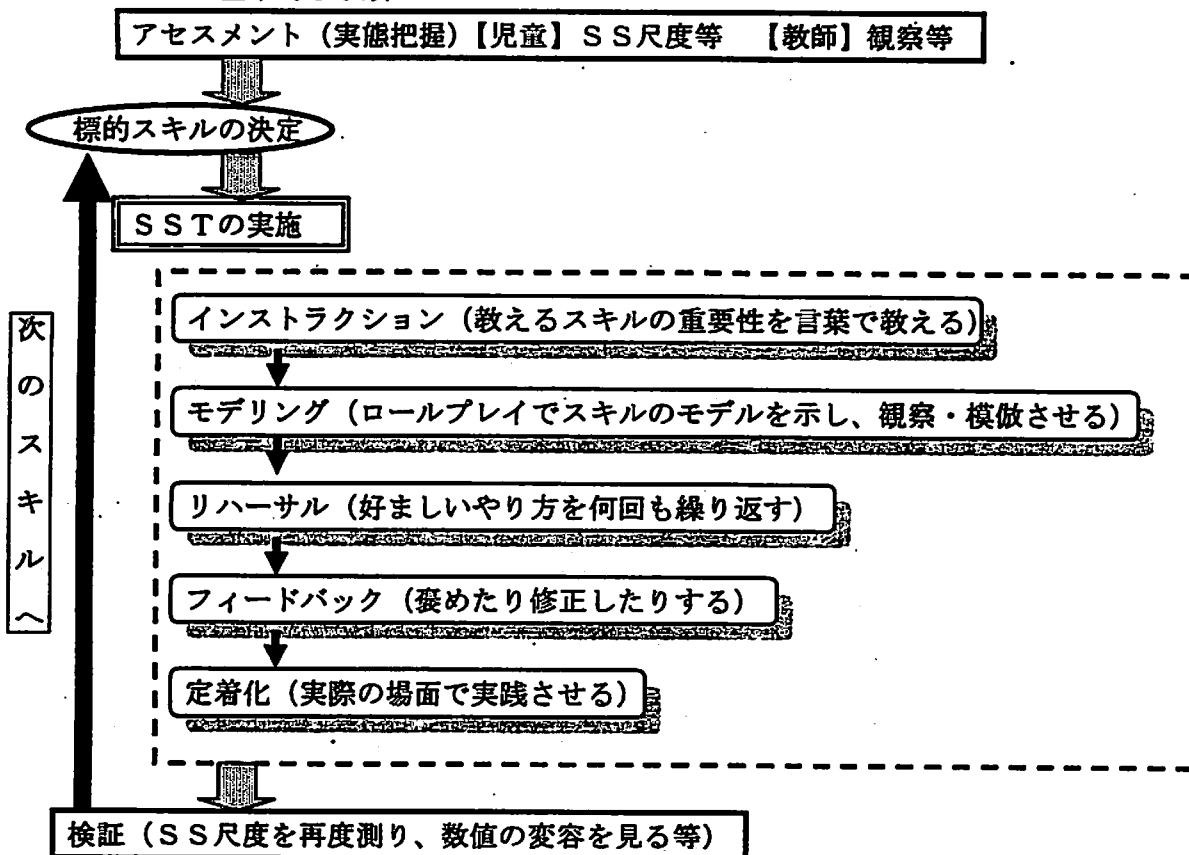 アセスメント（実態把握）【児童】ＳＳ尺度等　【教師】観察等
標的スキルの決定
ＳＳＴの実施
インストラクション（教えるスキルの重要性を言葉で教える）
モデリング（ロールプレイでスキルのモデルを示し、観察・模倣させる）
リハーサル（好ましいやり方を何回も繰り返す）
フィードバック（褒めたり修正したりする）
定着化（実際の場面で実践させる）
次のスキルへ
検証（ＳＳ尺度を再度測り、数値の変容を見る等）